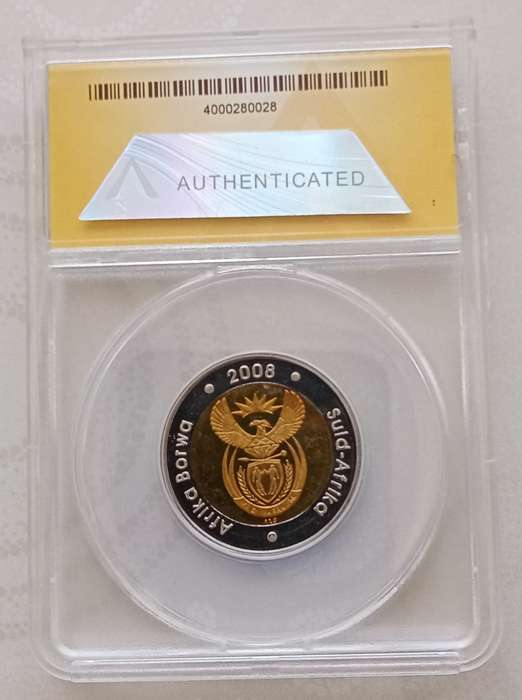 4000280028
AUTHENTICATED
2008
Afrika Borwa
Suid-Afrika